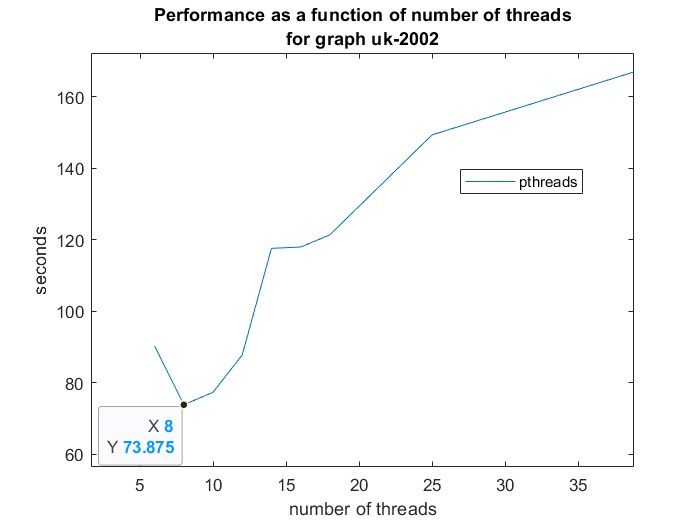 Performance as a function of number of threads
for graph uk-2002
160
140
120
100
80
60
seconds
pthreads
X 8
Y 73.875
5 10 15 20 25 30 35
number of threads